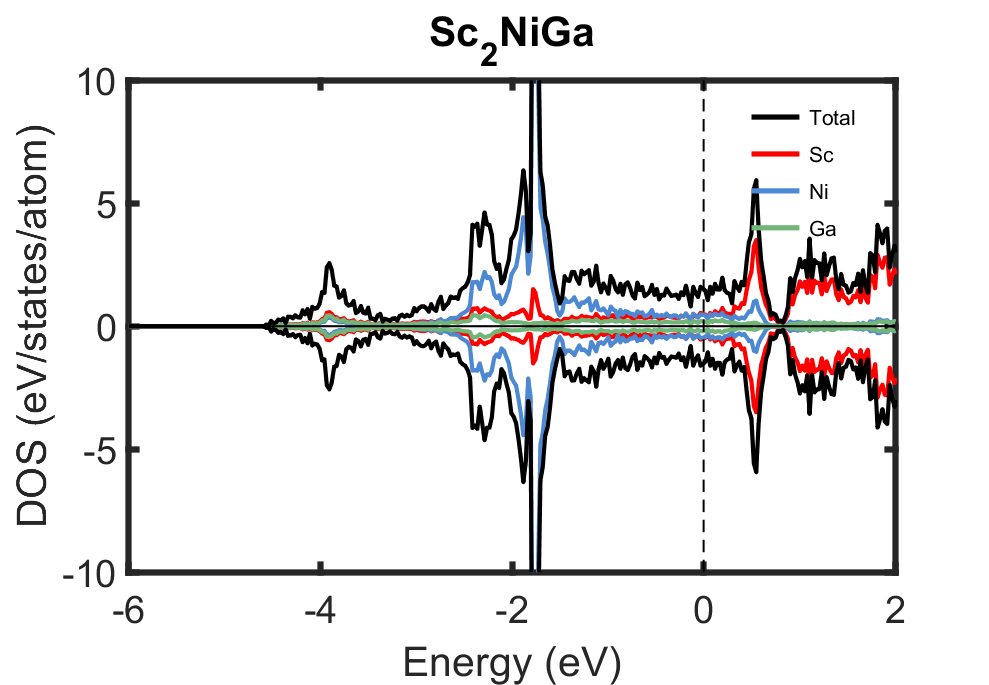 Sc₂NiGa
10
5
0
-5
-10
DOS (eV/states/atom)
Total
Sc
Ni
Ga
-6 -4 -2 0 2
Energy (eV)